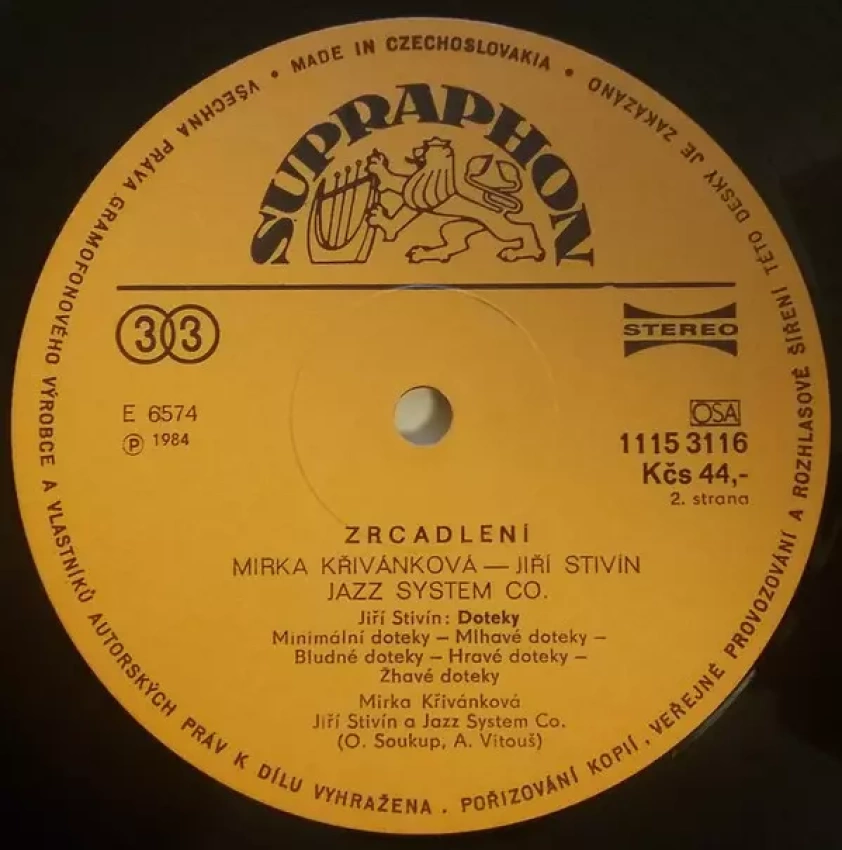 VŠECHNA PRÁVA GRAMOFONOVÉHO VÝROBCE A VLASTNÍKŮ AUTORSKÝCH PRÁV K DÍLU VYHRAŽENA . POŘIZOVÁNÍ KOPIÍ , VEŘEJNÉ PROVOZOVÁNÍ A ROZHLASOVÉ ŠÍŘENÍ TÉTO DESKY JE ZAKÁZÁNO
• MADE IN CZECHOSLOVAKIA •
SUPRAPHON
33
STEREO
E 6574
Ⓟ 1984
OSA
1115 3116
Kčs 44,-
2. strana
ZRCADLENÍ
MIRKA KŘIVÁNKOVÁ — JIŘÍ STIVÍN
JAZZ SYSTEM CO.
Jiří Stivín: Doteky
Minimální doteky – Mlhavé doteky –
Bludné doteky – Hravé doteky –
Žhavé doteky
Mirka Křivánková
Jiří Stivín a Jazz System Co.
(O. Soukup, A. Vitouš)